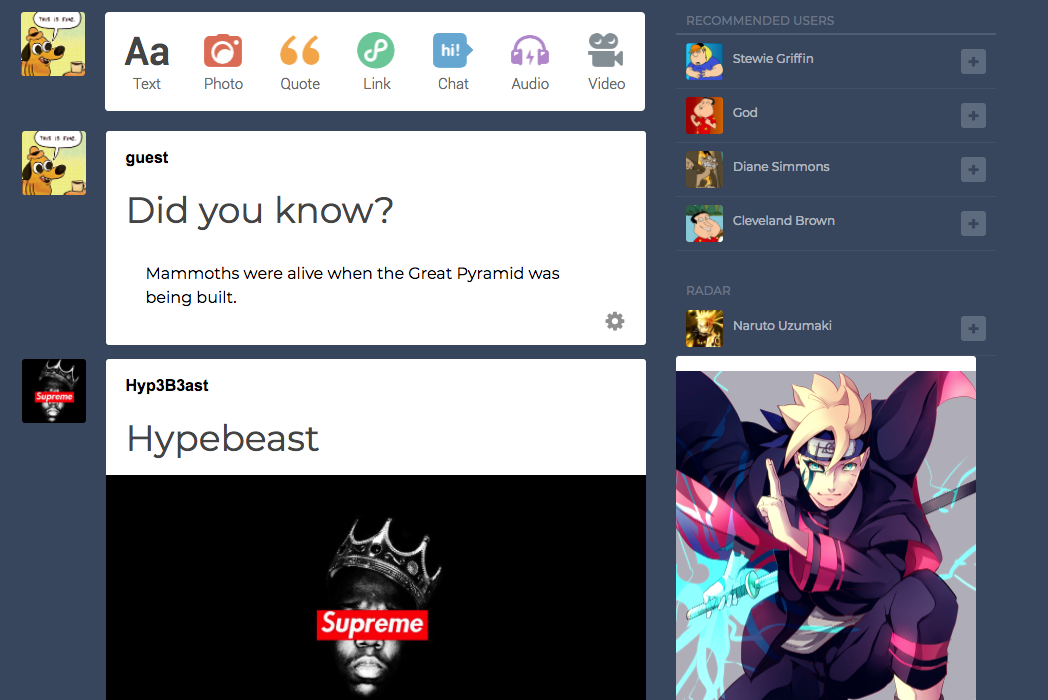 THIS IS FINE.
Aa
hi!
Text
Photo
Quote
Link
Chat
Audio
Video
THIS IS FINE.
guest
Did you know?
Mammoths were alive when the Great Pyramid was
being built.
Supreme
Hyp3B3ast
Hypebeast
Supreme
RECOMMENDED USERS
Stewie Griffin
God
Diane Simmons
Cleveland Brown
RADAR
Naruto Uzumaki